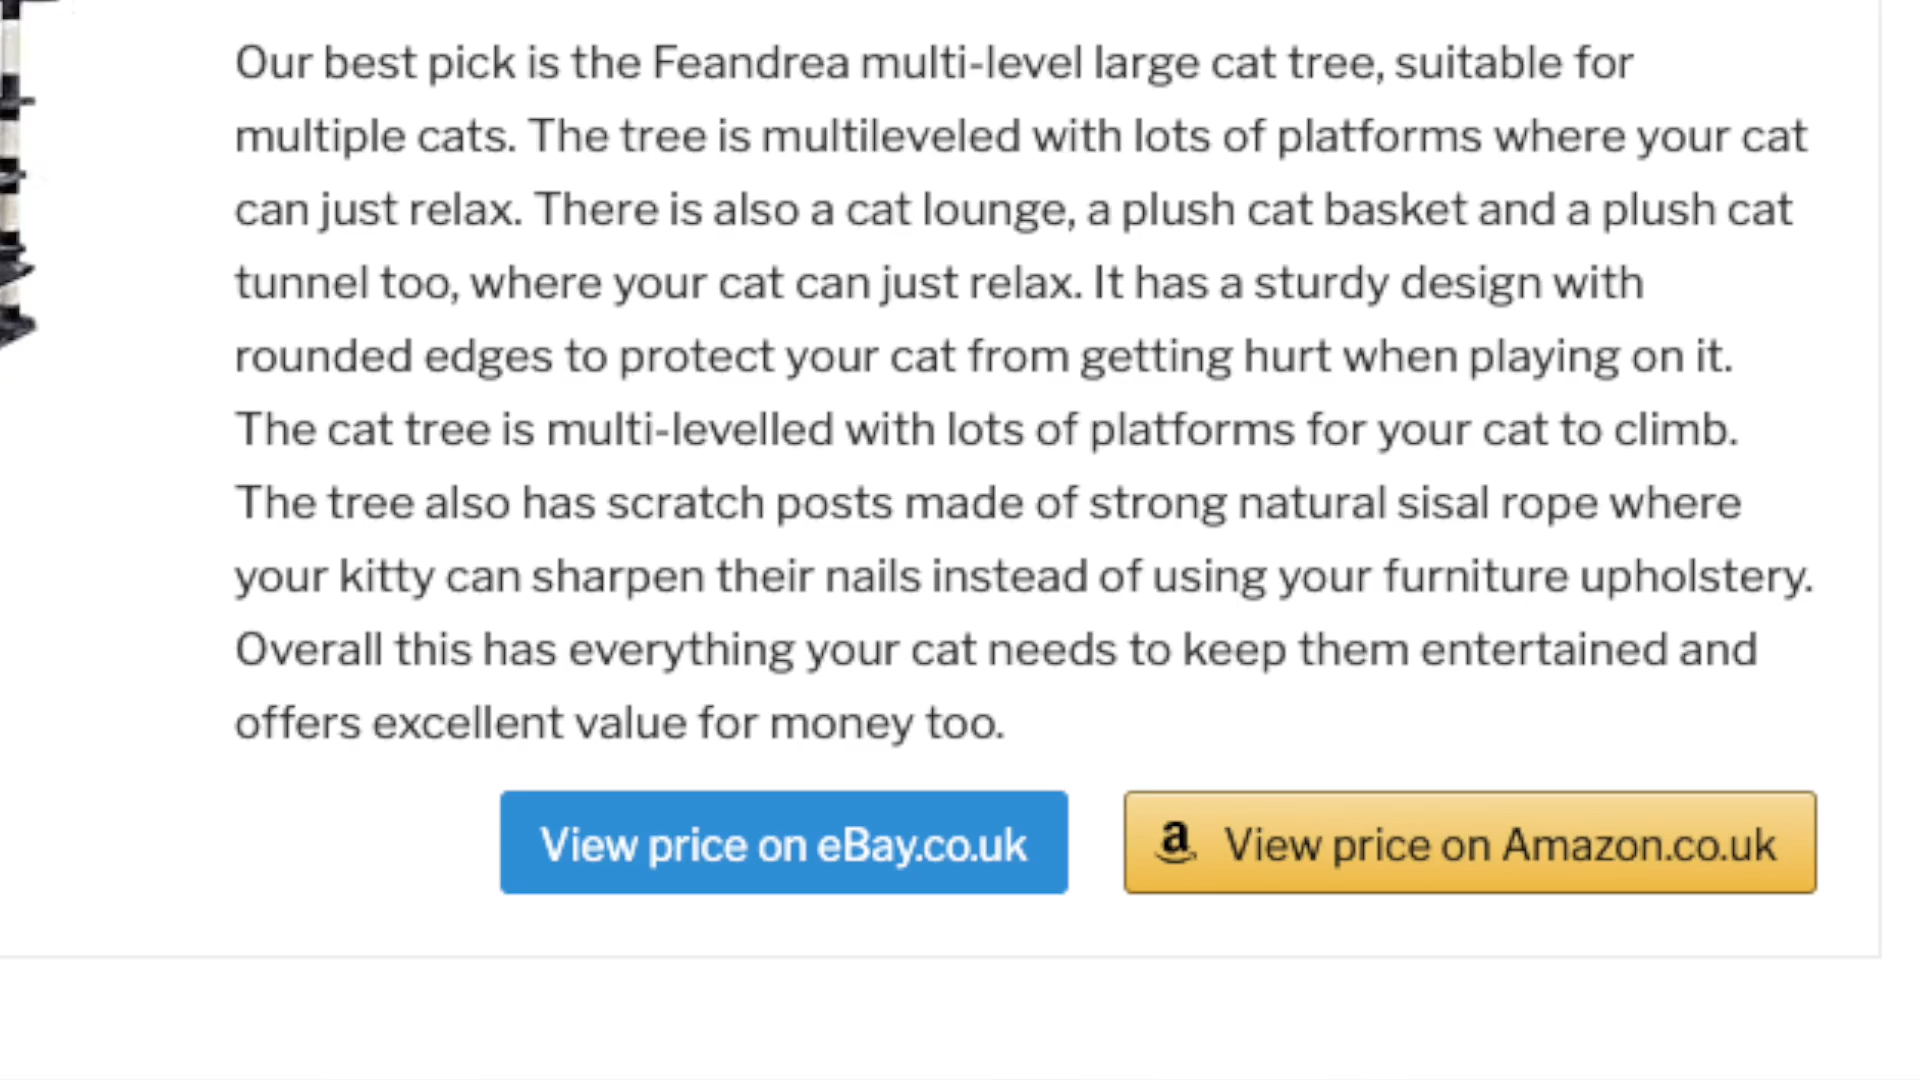 Our best pick is the Feandrea multi-level large cat tree, suitable for
multiple cats. The tree is multileveled with lots of platforms where your cat
can just relax. There is also a cat lounge, a plush cat basket and a plush cat
tunnel too, where your cat can just relax. It has a sturdy design with
rounded edges to protect your cat from getting hurt when playing on it.
The cat tree is multi-levelled with lots of platforms for your cat to climb.
The tree also has scratch posts made of strong natural sisal rope where
your kitty can sharpen their nails instead of using your furniture upholstery.
Overall this has everything your cat needs to keep them entertained and
offers excellent value for money too.
View price on eBay.co.uk
a View price on Amazon.co.uk